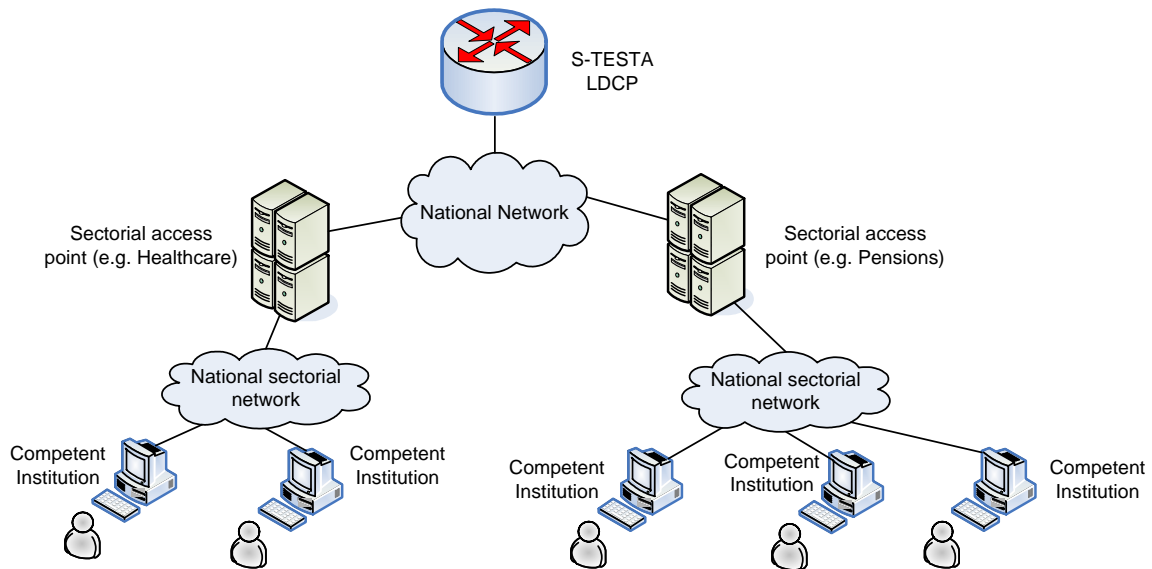 S-TESTA
LDCP
National Network
Sectorial access
point (e.g. Healthcare)
Sectorial access
point (e.g. Pensions)
National sectorial
network
National sectorial
network
Competent
Institution
Competent
Institution
Competent
Institution
Competent
Institution
Competent
Institution